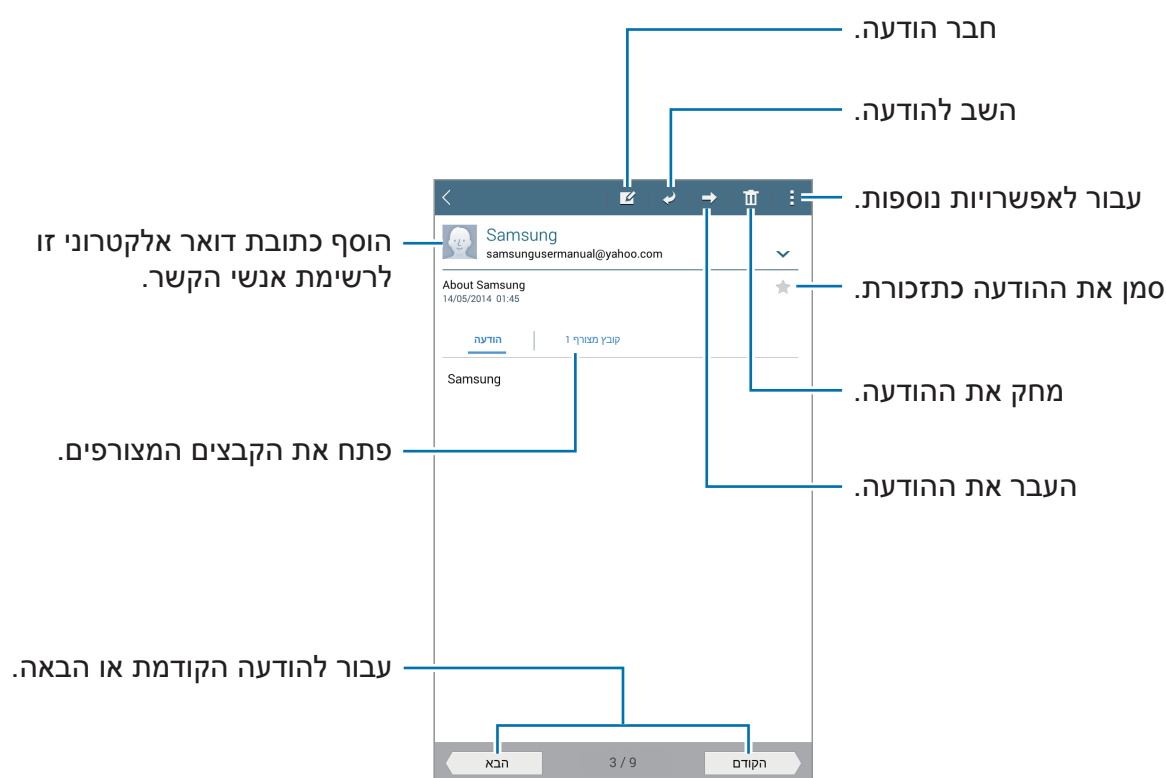 חבר הודעה.
השב להודעה.
עבור לאפשרויות נוספות.
הוסף כתובת דואר אלקטרוני זו
לרשימת אנשי הקשר.
Samsung
samsungusermanual@yahoo.com
About Samsung
14/05/2014 01:45
סמן את ההודעה כתזכורת.
הודעה
קובץ מצורף 1
Samsung
מחק את ההודעה.
פתח את הקבצים המצורפים.
העבר את ההודעה.
עבור להודעה הקודמת או הבאה.
הבא
3 / 9
הקודם